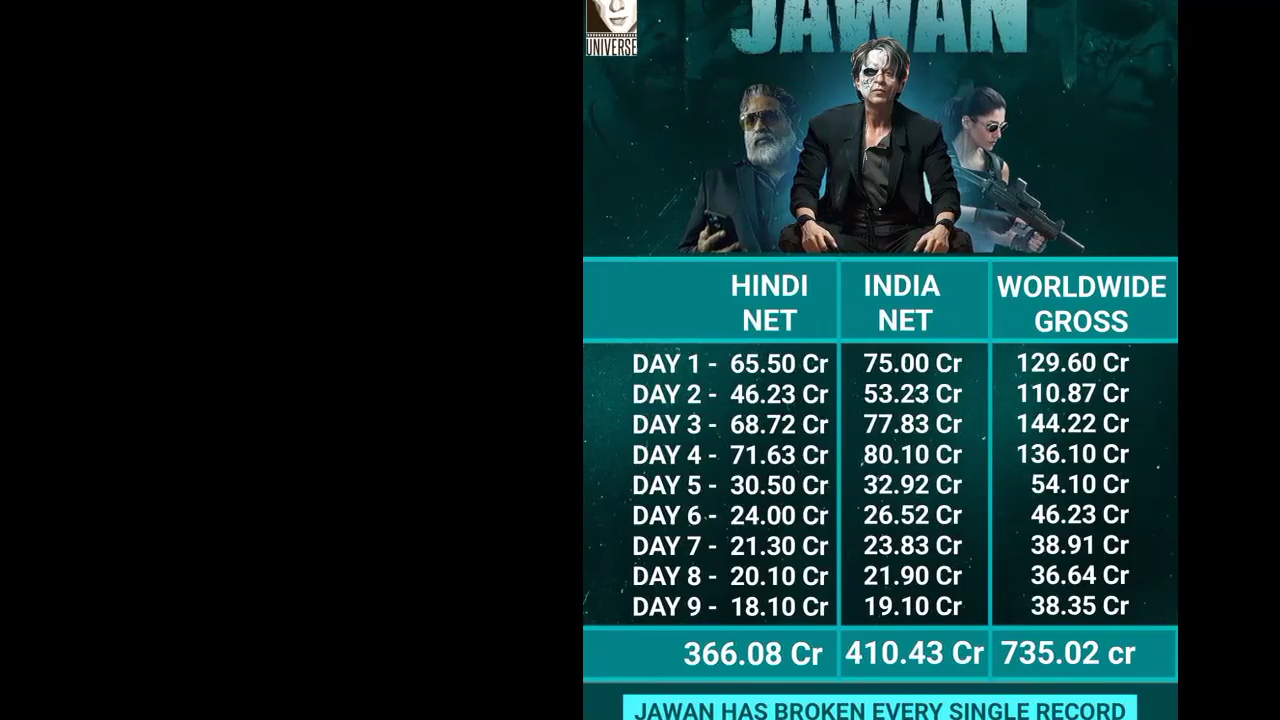 UNIVERSE
JAWAN
HINDI NET
INDIA NET
WORLDWIDE GROSS
DAY 1 - 65.50 Cr 75.00 Cr 129.60 Cr
DAY 2 - 46.23 Cr 53.23 Cr 110.87 Cr
DAY 3 - 68.72 Cr 77.83 Cr 144.22 Cr
DAY 4 - 71.63 Cr 80.10 Cr 136.10 Cr
DAY 5 - 30.50 Cr 32.92 Cr 54.10 Cr
DAY 6 - 24.00 Cr 26.52 Cr 46.23 Cr
DAY 7 - 21.30 Cr 23.83 Cr 38.91 Cr
DAY 8 - 20.10 Cr 21.90 Cr 36.64 Cr
DAY 9 - 18.10 Cr 19.10 Cr 38.35 Cr
366.08 Cr 410.43 Cr 735.02 cr
JAWAN HAS BROKEN EVERY SINGLE RECORD